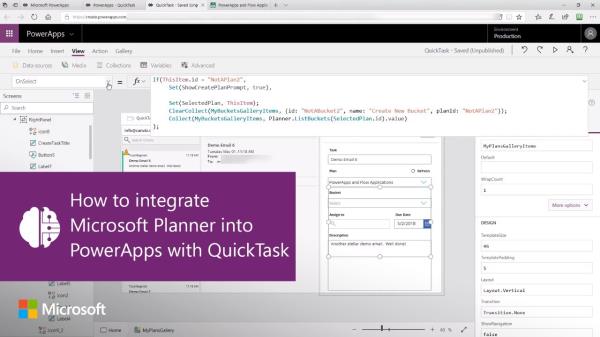 Microsoft PowerApps
PowerApps - QuickTask
QuickTask - Saved (Unp
PowerApps and Flow Applic
https://create.powerapps.com
PowerApps
Environment
Production
File
Home
Insert
View
Action
Gallery
QuickTask - Saved (Unpublished)
Data sources
Media
Collections
Variables
Advanced
OnSelect
=
fx
If(ThisItem.id = "NotAPlan2",
Set(ShowCreatePlanPrompt, true),
Set(SelectedPlan, ThisItem);
ClearCollect(MyBucketsGalleryItems, {id: "NotABucket2", name: "Create New Bucket", planId: "NotAPlan2"});
Collect(MyBucketsGalleryItems, Planner.ListBuckets(SelectedPlan.id).value)
);
Screens
RightPanel
icon8
CreateTaskTitle
Button5
Label7
Demo Email 6
Tuesday, May 01, 11:18 AM
From:
To:
Task
Demo Email 6
Plan
Refresh
PowerApps and Flow Applications
Bucket
Select
Assign to
Due Date
5/2/2018
Description
Another stellar demo email. Well done!
MyPlansGalleryItems
Default
WrapCount
1
More options
DESIGN
TemplateSize
46
TemplatePadding
5
Layout
Layout.Vertical
Transition
Transition.None
ShowNavigation
false
How to integrate
Microsoft Planner into
PowerApps with QuickTask
Microsoft
icon2
Label4
icon9_2
Home
MyPlansGallery
40 %